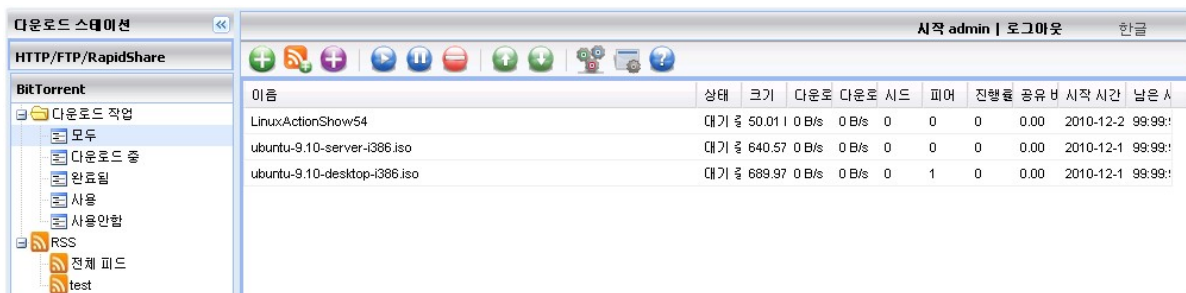 다운로드 스테이션
시작 admin | 로그아웃 한글
HTTP/FTP/RapidShare
BitTorrent
다운로드 작업
모두
다운로드 중
완료됨
사용
사용안함
RSS
전체 피드
test
이름 상태 크기 다운로 다운로 시드 피어 진행률 공유 비 시작 시간 남은 시
LinuxActionShow54 대기 중 50.01 0 B/s 0 B/s 0 0 0 0.00 2010-12-2 99:99:
ubuntu-9.10-server-i386.iso 대기 중 640.57 0 B/s 0 B/s 0 0 0 0.00 2010-12-1 99:99:
ubuntu-9.10-desktop-i386.iso 대기 중 689.97 0 B/s 0 B/s 0 1 0 0.00 2010-12-1 99:99: